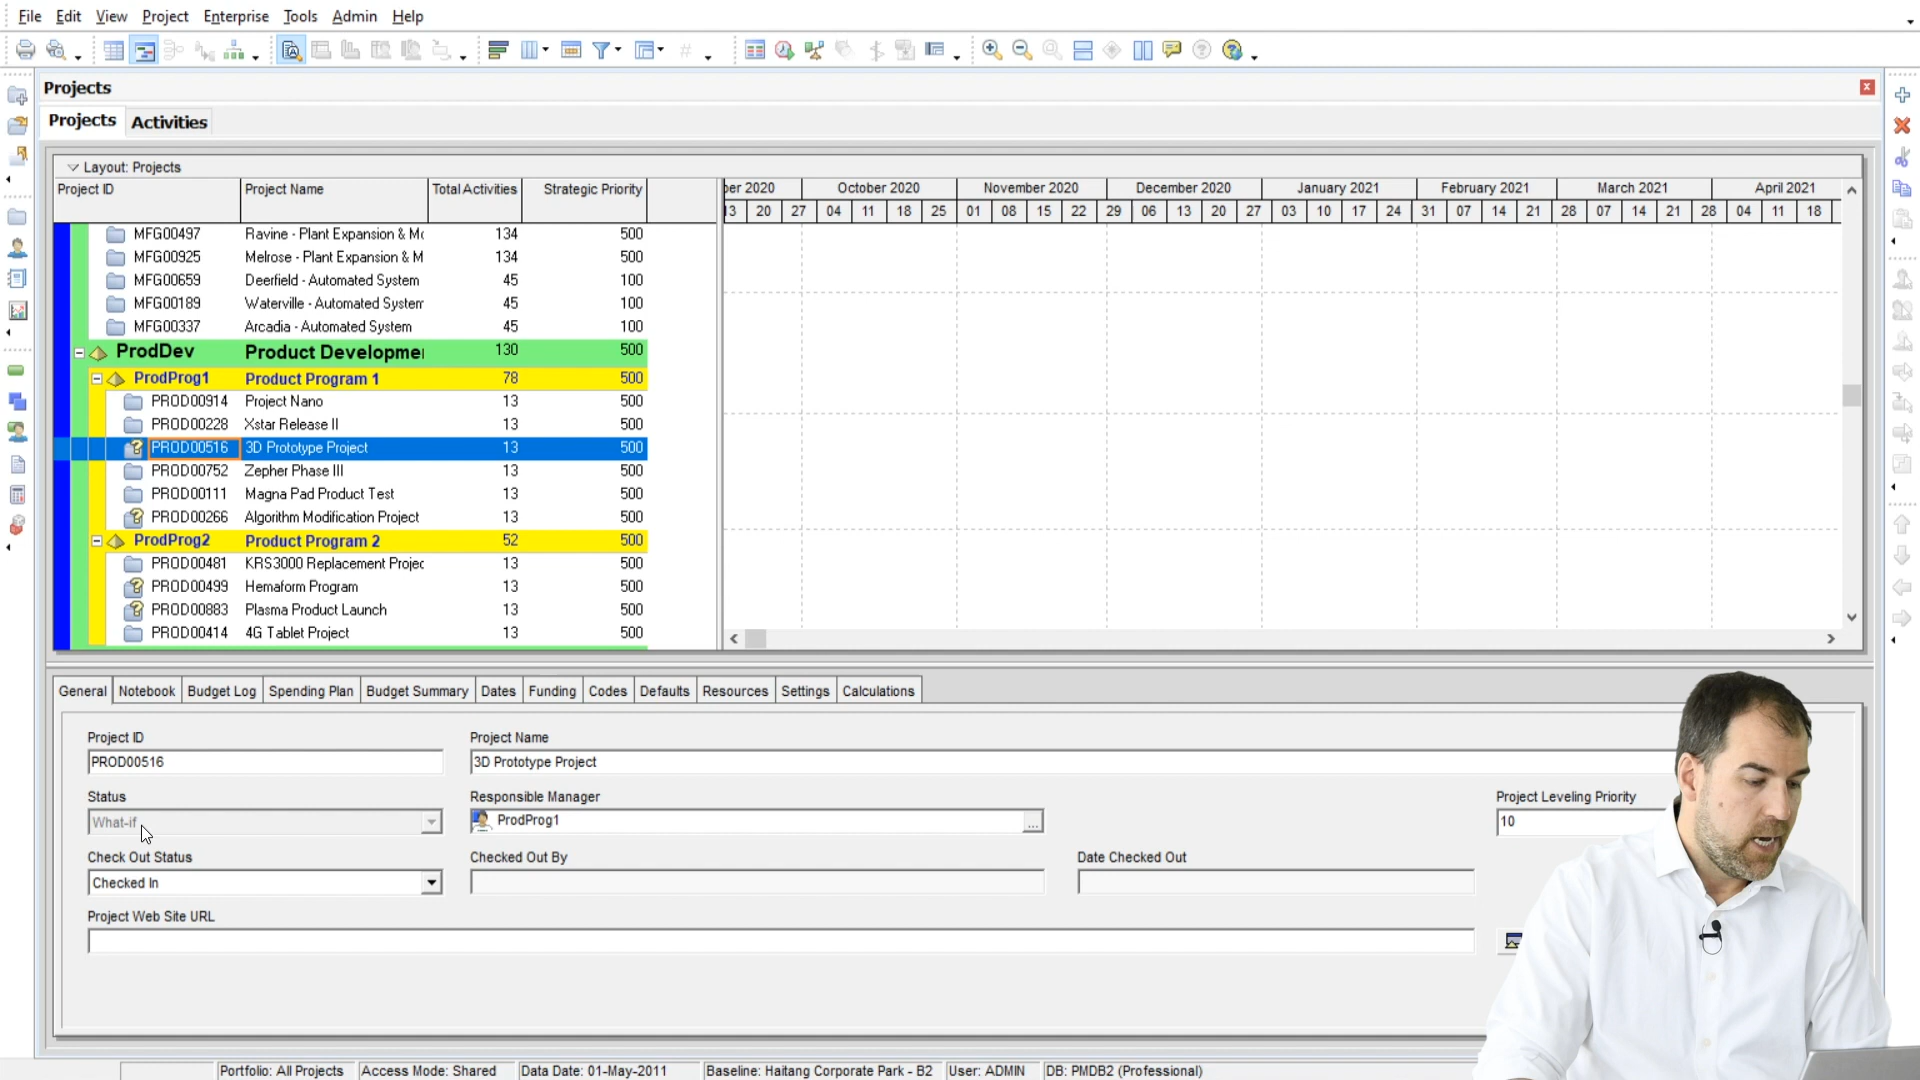 File Edit View Project Enterprise Tools Admin Help
Projects
Projects Activities
Layout: Projects
Project ID Project Name Total Activities Strategic Priority
October 2020 November 2020 December 2020 January 2021 February 2021 March 2021 April 2021
20 27 04 11 18 25 01 08 15 22 29 06 13 20 27 03 10 17 24 31 07 14 21 28 07 14 21 28 04 11 18
MFG00497 Ravine - Plant Expansion & Mo 134 500
MFG00925 Melrose - Plant Expansion & M 134 500
MFG00659 Deerfield - Automated System 45 100
MFG00189 Waterville - Automated System 45 100
MFG00337 Arcadia - Automated System 45 100
ProdDev Product Developme 130 500
ProdProg1 Product Program 1 78 500
PROD00914 Project Nano 13 500
PROD00228 Xstar Release II 13 500
PROD00516 3D Prototype Project 13 500
PROD00752 Zepher Phase III 13 500
PROD00111 Magna Pad Product Test 13 500
PROD00266 Algorithm Modification Project 13 500
ProdProg2 Product Program 2 52 500
PROD00481 KRS3000 Replacement Projec 13 500
PROD00499 Hemaform Program 13 500
PROD00883 Plasma Product Launch 13 500
PROD00414 4G Tablet Project 13 500
General Notebook Budget Log Spending Plan Budget Summary Dates Funding Codes Defaults Resources Settings Calculations
Project ID Project Name
PROD00516 3D Prototype Project
Status Responsible Manager Project Leveling Priority
What-if ProdProg1 ... 10
Check Out Status Checked Out By Date Checked Out
Checked In
Project Web Site URL
Portfolio: All Projects Access Mode: Shared Data Date: 01-May-2011 Baseline: Haitang Corporate Park - B2 User: ADMIN DB: PMDB2 (Professional)